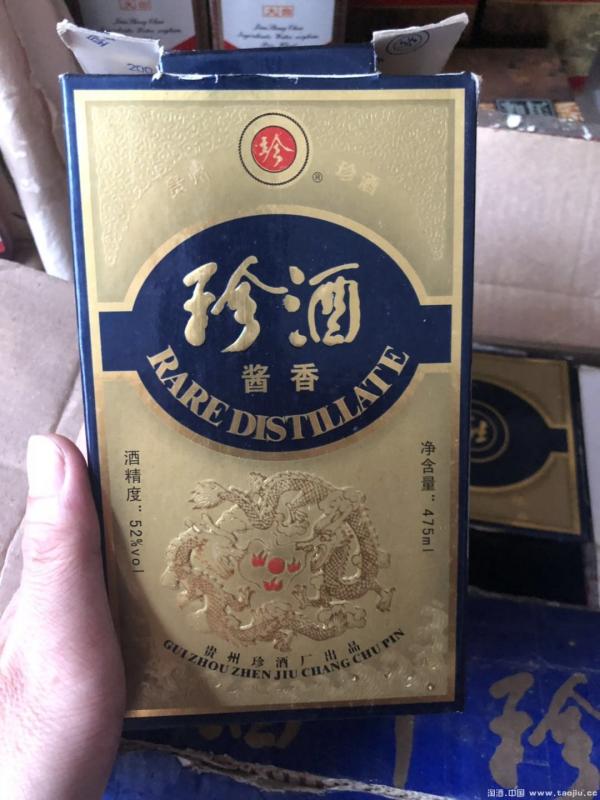 珍
®
贵州 珍酒
珍酒
酱香
RARE DISTILLATE
酒精度：52%vol
净含量：475ml
贵州珍酒厂出品
GUIZHOU ZHEN JIU CHANG CHU PIN
珍
淘酒.中国 www.taojiu.cc